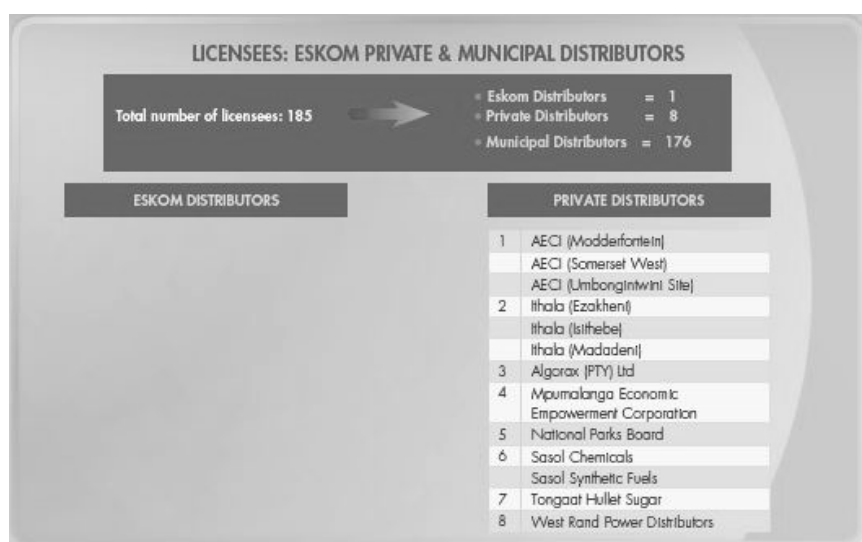 LICENSEES: ESKOM PRIVATE & MUNICIPAL DISTRIBUTORS
Total number of licensees: 185
• Eskom Distributors = 1
• Private Distributors = 8
• Municipal Distributors = 176
ESKOM DISTRIBUTORS
PRIVATE DISTRIBUTORS
1 AECI (Modderfontein)
AECI (Somerset West)
AECI (Umbongintwini Site)
2 Ithala (Ezakheni)
Ithala (Isithebe)
Ithala (Madadeni)
3 Algorax (PTY) Ltd
4 Mpumalanga Economic
Empowerment Corporation
5 National Parks Board
6 Sasol Chemicals
Sasol Synthetic Fuels
7 Tongaat Hullet Sugar
8 West Rand Power Distributors